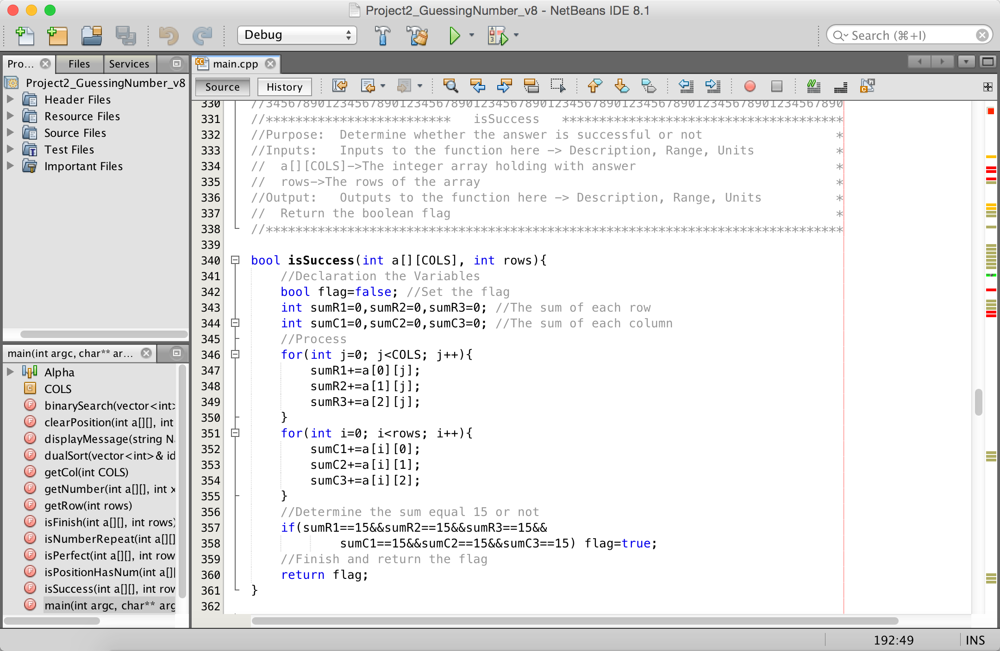 Project2_GuessingNumber_v8 - NetBeans IDE 8.1
Debug
Search (⌘+I)
Pro... Files Services
main.cpp
Project2_GuessingNumber_v8
Header Files
Resource Files
Source Files
Test Files
Important Files
main(int argc, char** ar...
Alpha
COLS
binarySearch(vector<int>
clearPosition(int a[][], int
displayMessage(string N
dualSort(vector<int>& id
getCol(int COLS)
getNumber(int a[][], int x
getRow(int rows)
isFinish(int a[][], int rows)
isNumberRepeat(int a[][]
isPerfect(int a[][], int row
isPositionHasNum(int a[][
isSuccess(int a[][], int row
main(int argc, char** arg
Source History
330 //345678901234567890123456789012345678901234567890123456789012345678901234567890
331 //*************************   isSuccess   **************************************
332 //Purpose:  Determine whether the answer is successful or not                  *
333 //Inputs:   Inputs to the function here -> Description, Range, Units           *
334 //  a[][COLS]->The integer array holding with answer                           *
335 //  rows->The rows of the array                                                *
336 //Output:   Outputs to the function here -> Description, Range, Units          *
337 //  Return the boolean flag                                                    *
338 //******************************************************************************
339
340 bool isSuccess(int a[][COLS], int rows){
341     //Declaration the Variables
342     bool flag=false; //Set the flag
343     int sumR1=0,sumR2=0,sumR3=0; //The sum of each row
344     int sumC1=0,sumC2=0,sumC3=0; //The sum of each column
345     //Process
346     for(int j=0; j<COLS; j++){
347         sumR1+=a[0][j];
348         sumR2+=a[1][j];
349         sumR3+=a[2][j];
350     }
351     for(int i=0; i<rows; i++){
352         sumC1+=a[i][0];
353         sumC2+=a[i][1];
354         sumC3+=a[i][2];
355     }
356     //Determine the sum equal 15 or not
357     if(sumR1==15&&sumR2==15&&sumR3==15&&
358             sumC1==15&&sumC2==15&&sumC3==15) flag=true;
359     //Finish and return the flag
360     return flag;
361 }
362
192:49 INS